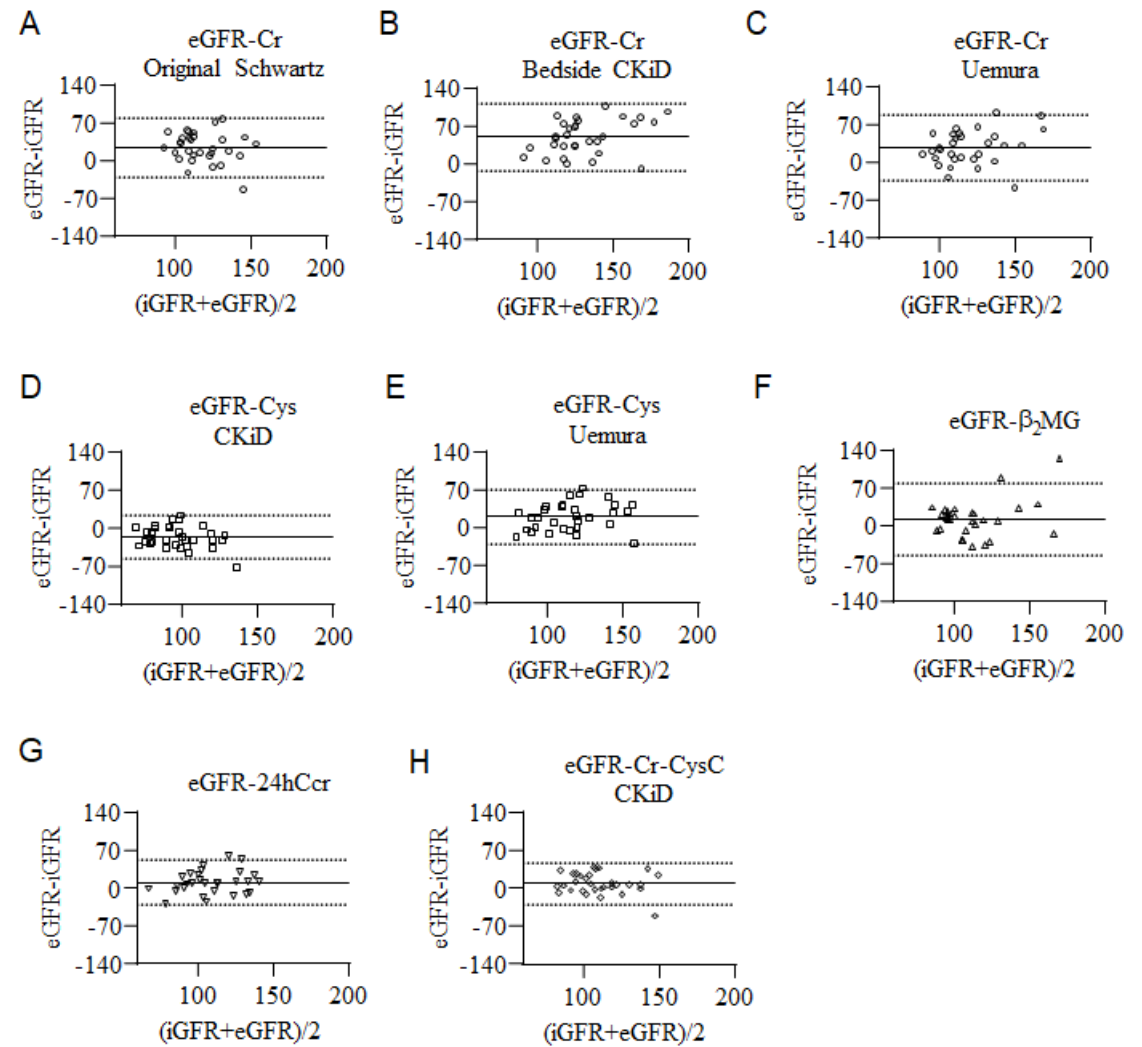 A
eGFR-Cr
Original Schwartz
140
70
0
-70
-140
eGFR-iGFR
100
150
200
(iGFR+eGFR)/2
B
eGFR-Cr
Bedside CKiD
140
70
0
-70
-140
eGFR-iGFR
100
150
200
(iGFR+eGFR)/2
C
eGFR-Cr
Uemura
140
70
0
-70
-140
eGFR-iGFR
100
150
200
(iGFR+eGFR)/2
D
eGFR-Cys
CKiD
140
70
0
-70
-140
eGFR-iGFR
100
150
200
(iGFR+eGFR)/2
E
eGFR-Cys
Uemura
140
70
0
-70
-140
eGFR-iGFR
100
150
200
(iGFR+eGFR)/2
F
eGFR-β₂MG
140
70
0
-70
-140
eGFR-iGFR
100
150
200
(iGFR+eGFR)/2
G
eGFR-24hCcr
140
70
0
-70
-140
eGFR-iGFR
100
150
200
(iGFR+eGFR)/2
H
eGFR-Cr-CysC
CKiD
140
70
0
-70
-140
eGFR-iGFR
100
150
200
(iGFR+eGFR)/2